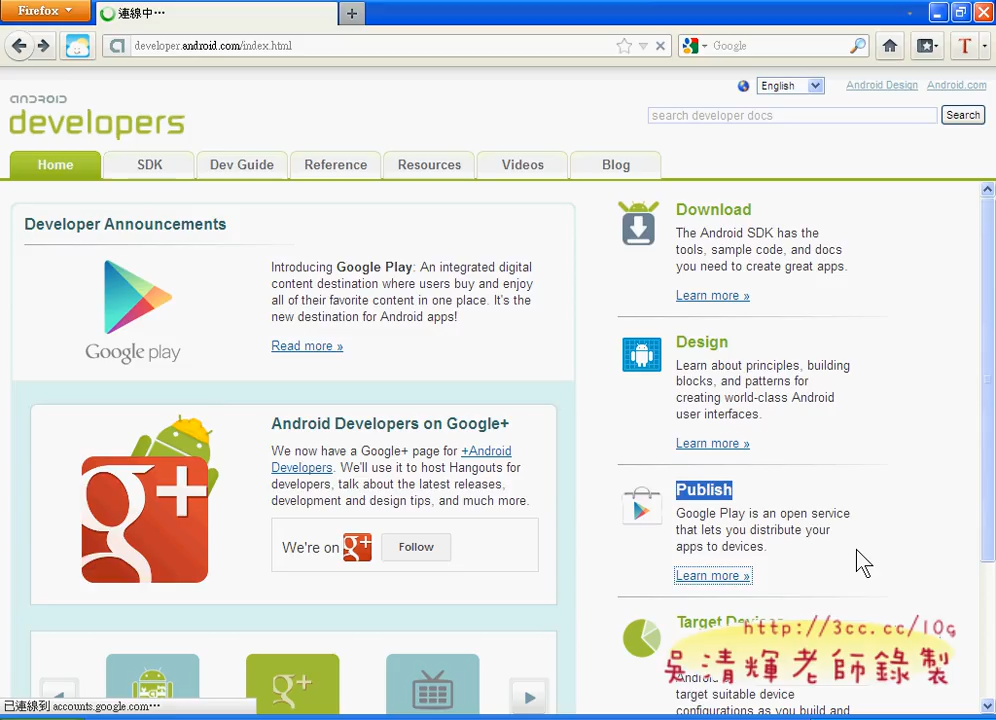 Firefox
連線中…
developer.android.com/index.html
Google
English
Android Design
Android.com
android
developers
search developer docs
Search
Home
SDK
Dev Guide
Reference
Resources
Videos
Blog
Developer Announcements
Google play
Introducing Google Play: An integrated digital
content destination where users buy and enjoy
all of their favorite content in one place. It's the
new destination for Android apps!
Read more »
Android Developers on Google+
We now have a Google+ page for +Android
Developers. We'll use it to host Hangouts for
developers, talk about the latest releases,
development and design tips, and much more.
We're on
Follow
Download
The Android SDK has the
tools, sample code, and docs
you need to create great apps.
Learn more »
Design
Learn about principles, building
blocks, and patterns for
creating world-class Android
user interfaces.
Learn more »
Publish
Google Play is an open service
that lets you distribute your
apps to devices.
Learn more »
Target Devices
http://3cc.cc/10g
吳清輝老師錄製
target suitable device
configurations as you build and
已連線到 accounts.google.com…